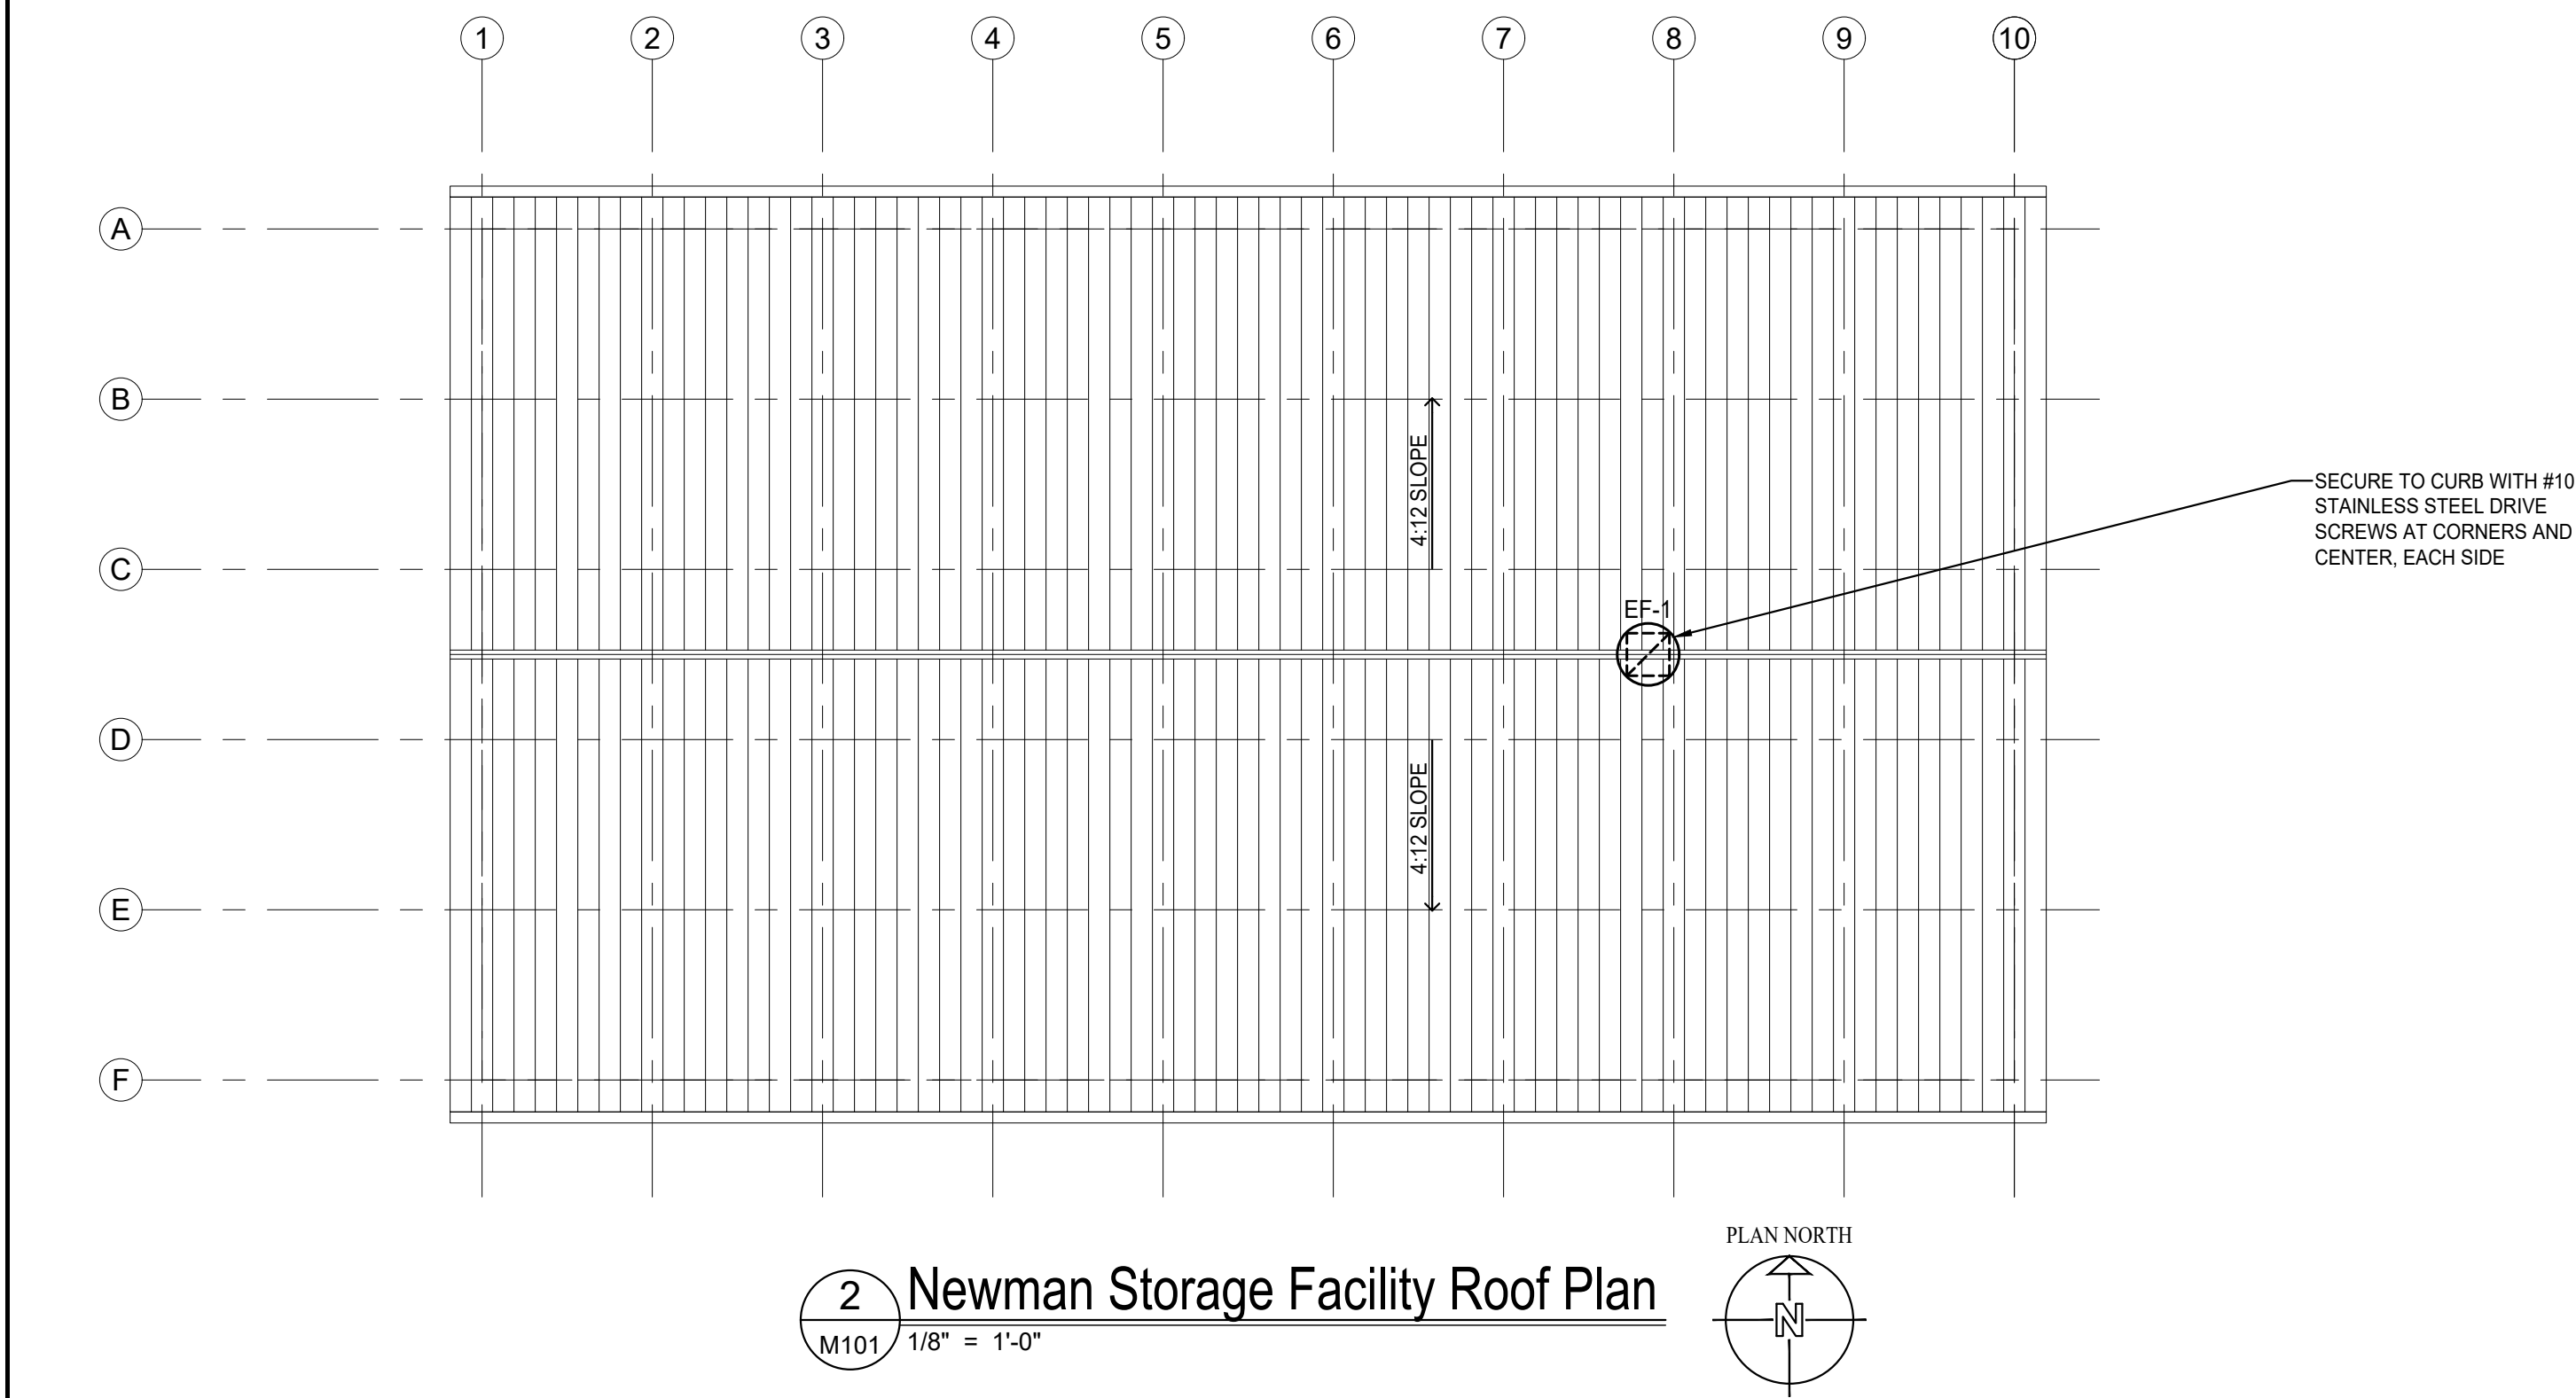 1 2 3 4 5 6 7 8 9 10
A
B
C
D
E
F
4:12 SLOPE
4:12 SLOPE
EF-1
SECURE TO CURB WITH #10
STAINLESS STEEL DRIVE
SCREWS AT CORNERS AND
CENTER, EACH SIDE
2
M101
Newman Storage Facility Roof Plan
1/8" = 1'-0"
PLAN NORTH
N